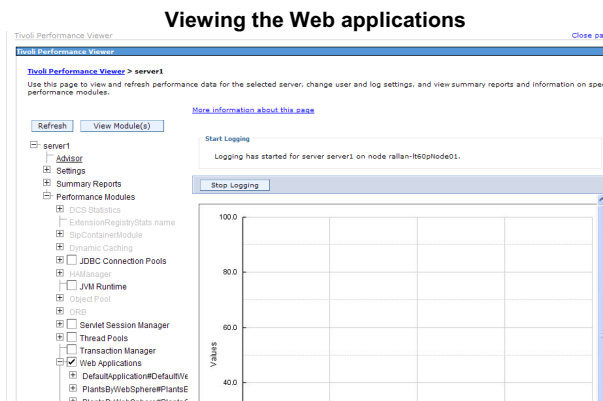 Viewing the Web applications
Tivoli Performance Viewer
Close pa
Tivoli Performance Viewer
Tivoli Performance Viewer > server1
Use this page to view and refresh performance data for the selected server, change user and log settings, and view summary reports and information on spe
performance modules.
More information about this page
Refresh
View Module(s)
server1
Advisor
Settings
Summary Reports
Performance Modules
DCS Statistics
ExtensionRegistryStats.name
SipContainerModule
Dynamic Caching
JDBC Connection Pools
HAManager
JVM Runtime
Object Pool
ORB
Servlet Session Manager
Thread Pools
Transaction Manager
Web Applications
DefaultApplication#DefaultWe
PlantsByWebSphere#PlantsE
Start Logging
Logging has started for server server1 on node rallan-lt60pNode01.
Stop Logging
100.0
80.0
60.0
40.0
Values